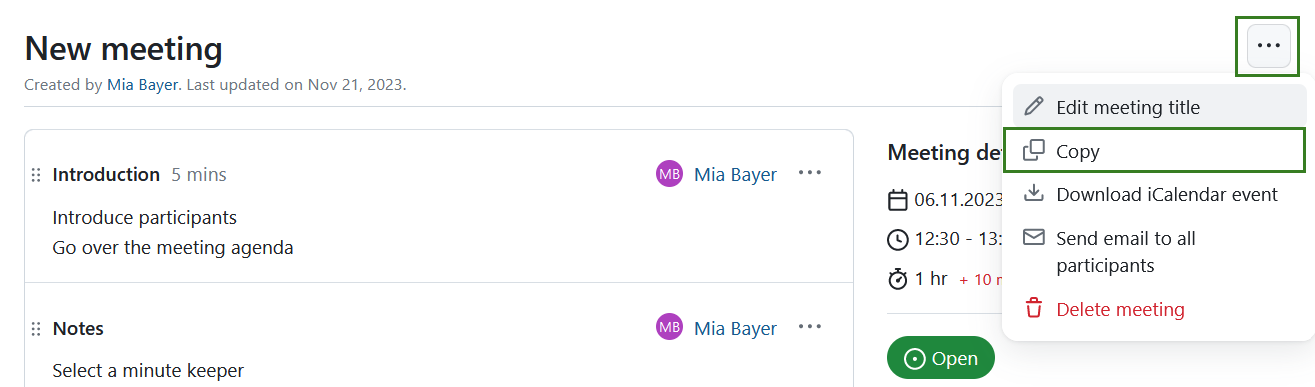 New meeting
Created by Mia Bayer. Last updated on Nov 21, 2023.
Edit meeting title
Copy
Download iCalendar event
Send email to all
participants
Delete meeting
Introduction 5 mins MB Mia Bayer
Introduce participants
Go over the meeting agenda
Notes MB Mia Bayer
Select a minute keeper
Meeting de
06.11.2023
12:30 - 13:
1 hr + 10 m
Open